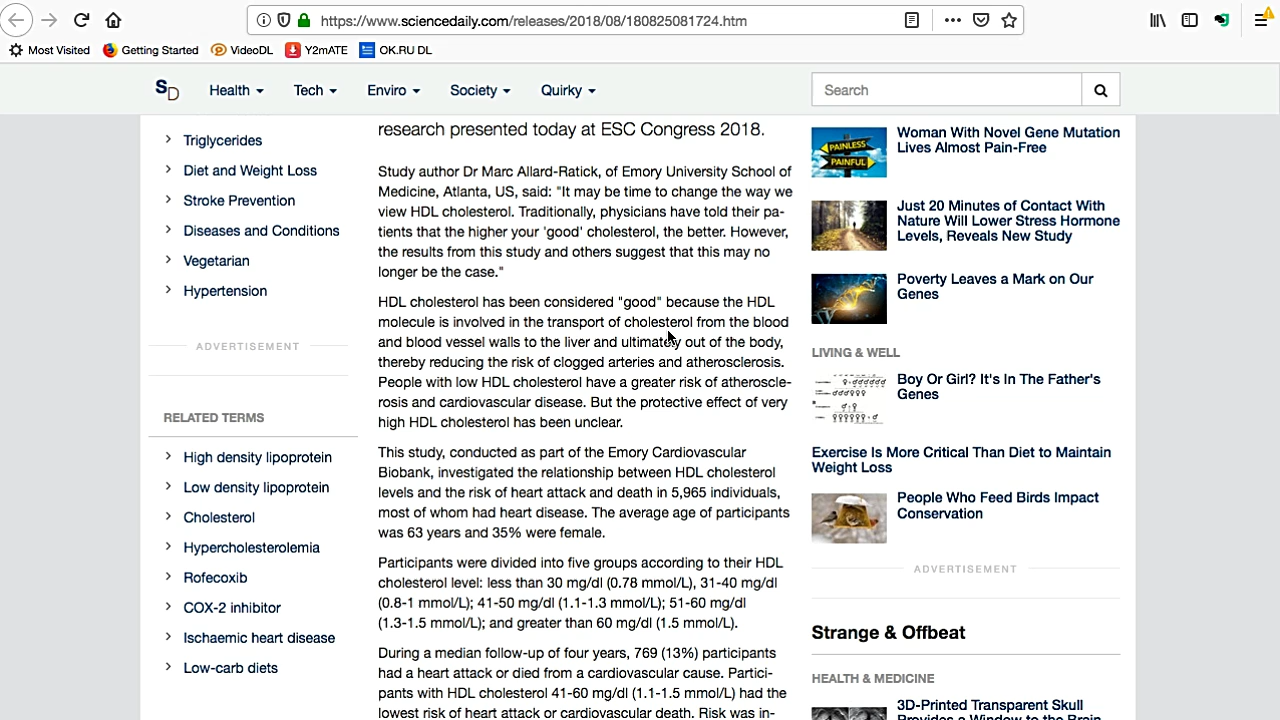 https://www.sciencedaily.com/releases/2018/08/180825081724.htm
Most Visited
Getting Started
VideoDL
Y2mATE
OK.RU DL
SD
Health
Tech
Enviro
Society
Quirky
Search
Triglycerides
Diet and Weight Loss
Stroke Prevention
Diseases and Conditions
Vegetarian
Hypertension
ADVERTISEMENT
RELATED TERMS
High density lipoprotein
Low density lipoprotein
Cholesterol
Hypercholesterolemia
Rofecoxib
COX-2 inhibitor
Ischaemic heart disease
Low-carb diets
research presented today at ESC Congress 2018.
Study author Dr Marc Allard-Ratick, of Emory University School of
Medicine, Atlanta, US, said: "It may be time to change the way we
view HDL cholesterol. Traditionally, physicians have told their pa-
tients that the higher your 'good' cholesterol, the better. However,
the results from this study and others suggest that this may no
longer be the case."
HDL cholesterol has been considered "good" because the HDL
molecule is involved in the transport of cholesterol from the blood
and blood vessel walls to the liver and ultimately out of the body,
thereby reducing the risk of clogged arteries and atherosclerosis.
People with low HDL cholesterol have a greater risk of atheroscle-
rosis and cardiovascular disease. But the protective effect of very
high HDL cholesterol has been unclear.
This study, conducted as part of the Emory Cardiovascular
Biobank, investigated the relationship between HDL cholesterol
levels and the risk of heart attack and death in 5,965 individuals,
most of whom had heart disease. The average age of participants
was 63 years and 35% were female.
Participants were divided into five groups according to their HDL
cholesterol level: less than 30 mg/dl (0.78 mmol/L), 31-40 mg/dl
(0.8-1 mmol/L); 41-50 mg/dl (1.1-1.3 mmol/L); 51-60 mg/dl
(1.3-1.5 mmol/L); and greater than 60 mg/dl (1.5 mmol/L).
During a median follow-up of four years, 769 (13%) participants
had a heart attack or died from a cardiovascular cause. Partici-
pants with HDL cholesterol 41-60 mg/dl (1.1-1.5 mmol/L) had the
lowest risk of heart attack or cardiovascular death. Risk was in-
PAINLESS
PAINFUL
Woman With Novel Gene Mutation
Lives Almost Pain-Free
Just 20 Minutes of Contact With
Nature Will Lower Stress Hormone
Levels, Reveals New Study
Poverty Leaves a Mark on Our
Genes
LIVING & WELL
Boy Or Girl? It's In The Father's
Genes
Exercise Is More Critical Than Diet to Maintain
Weight Loss
People Who Feed Birds Impact
Conservation
ADVERTISEMENT
Strange & Offbeat
HEALTH & MEDICINE
3D-Printed Transparent Skull
Provides a Window to the Brain